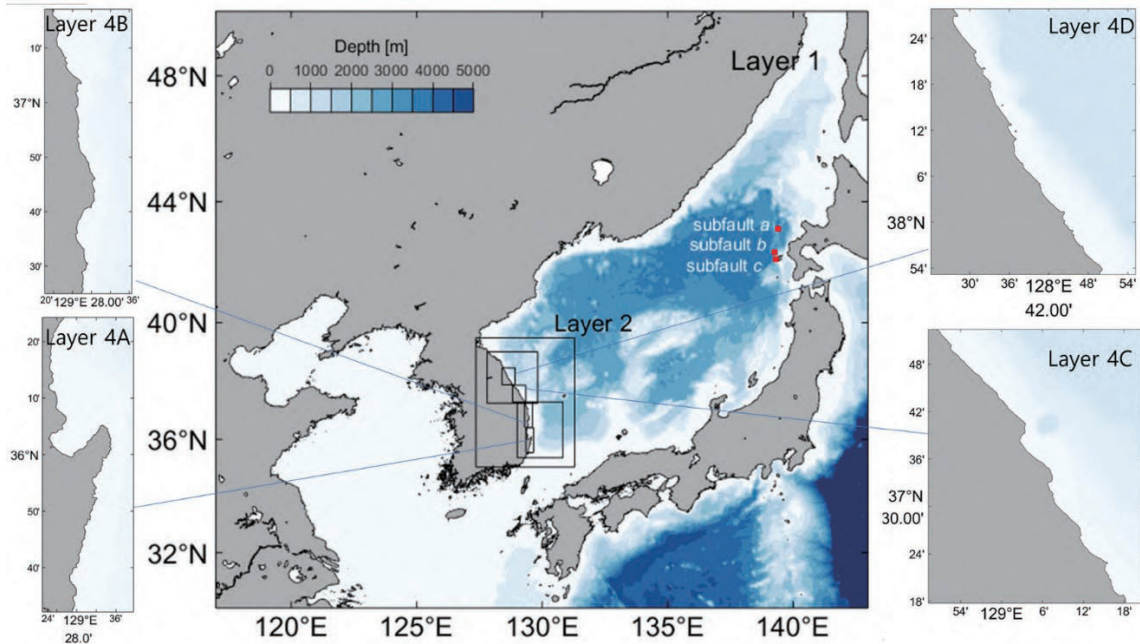 Layer 4B
10'
37°N
50'
40'
30'
20'
129°E
28.00'
36'
Layer 4A
20'
10'
36°N
50'
40'
24'
129°E
36'
28.0'
Depth [m]
0 1000 2000 3000 4000 5000
Layer 1
48°N
44°N
40°N
36°N
32°N
subfault a
subfault b
subfault c
Layer 2
120°E 125°E 130°E 135°E 140°E
Layer 4D
24'
18'
12'
6'
38°N
54'
30'
36'
128°E
48'
54'
42.00'
Layer 4C
48'
42'
36'
37°N
30.00'
24'
18'
54'
129°E
6'
12'
18'